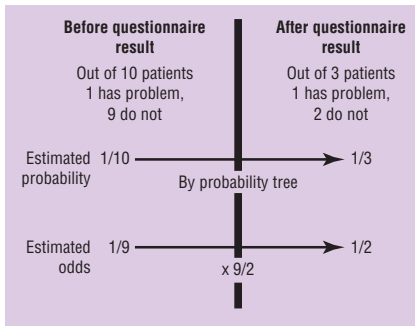 Before questionnaire
result
Out of 10 patients
1 has problem,
9 do not
After questionnaire
result
Out of 3 patients
1 has problem,
2 do not
Estimated
probability
1/10
1/3
By probability tree
Estimated
odds
1/9
1/2
x 9/2